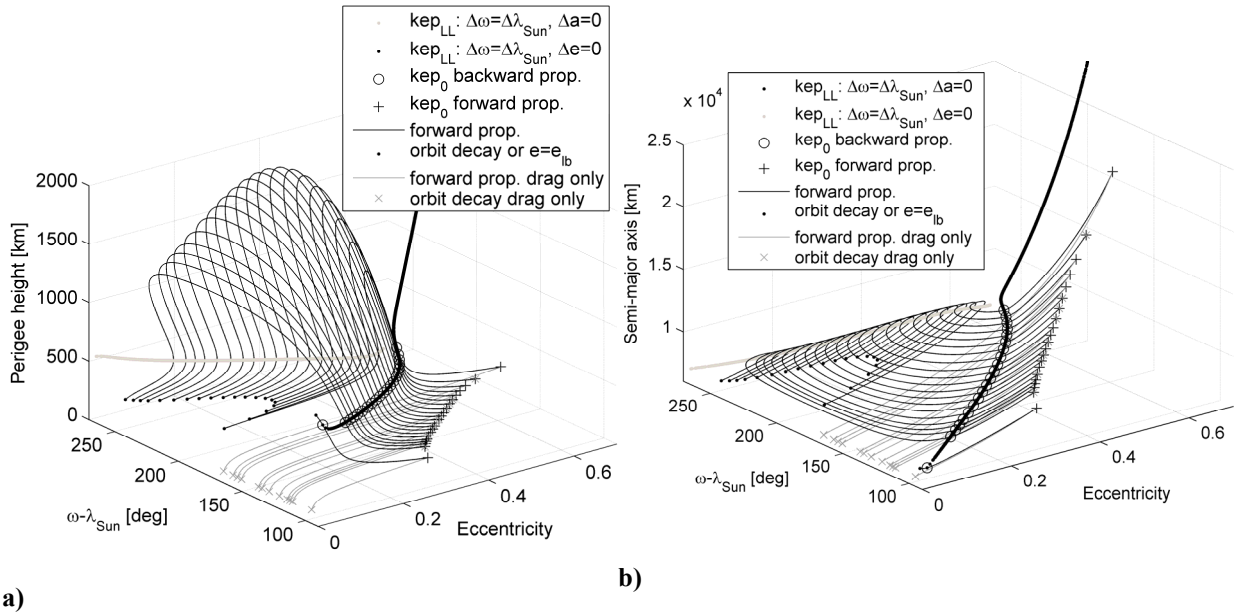 kep_LL: Δω=Δλ_Sun, Δa=0
kep_LL: Δω=Δλ_Sun, Δe=0
kep_0 backward prop.
kep_0 forward prop.
forward prop.
orbit decay or e=e_lb
forward prop. drag only
orbit decay drag only
2000
1500
1000
500
0
Perigee height [km]
250
200
150
100
ω-λ_Sun [deg]
0
0.2
0.4
0.6
Eccentricity
a)
kep_LL: Δω=Δλ_Sun, Δa=0
kep_LL: Δω=Δλ_Sun, Δe=0
kep_0 backward prop.
kep_0 forward prop.
forward prop.
orbit decay or e=e_lb
forward prop. drag only
orbit decay drag only
x 10^4
2.5
2
1.5
1
Semi-major axis [km]
250
200
150
100
ω-λ_Sun [deg]
0
0.2
0.4
0.6
Eccentricity
b)